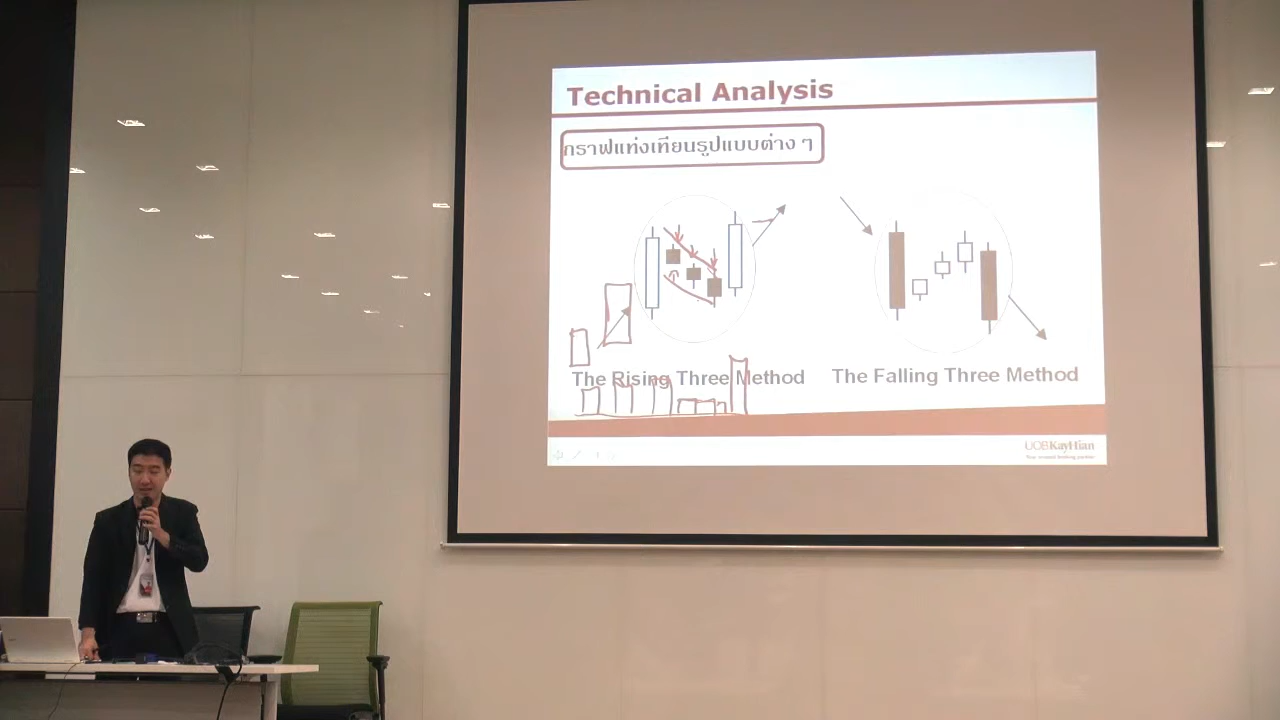 Technical Analysis
กราฟแท่งเทียนรูปแบบต่าง ๆ
The Rising Three Method
The Falling Three Method
UOBKayHian